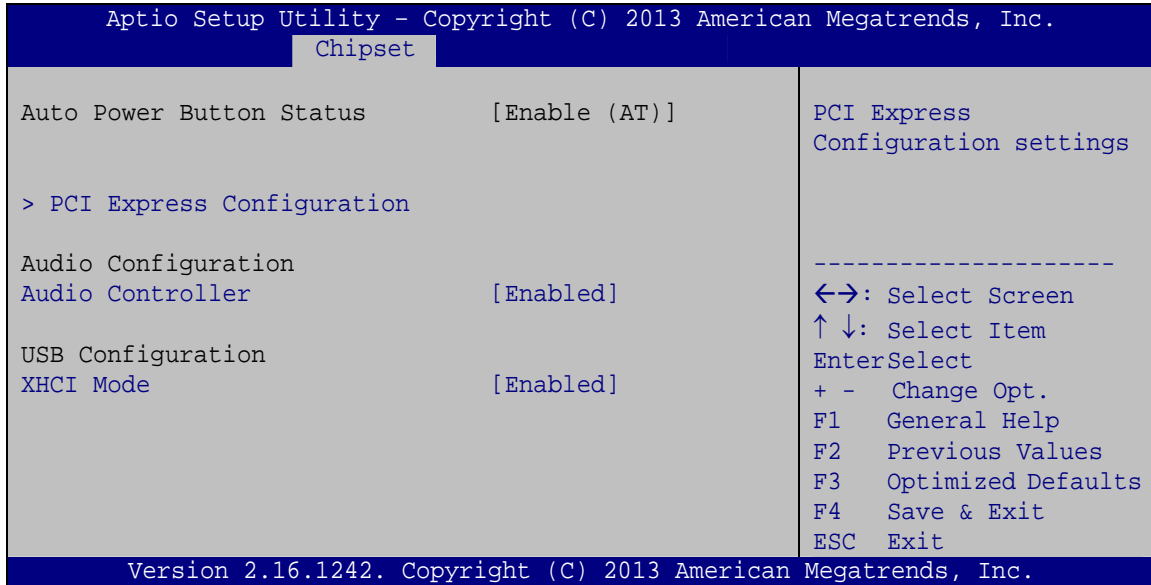 Aptio Setup Utility – Copyright (C) 2013 American Megatrends, Inc.
Chipset
Auto Power Button Status [Enable (AT)]
> PCI Express Configuration
Audio Configuration
Audio Controller [Enabled]
USB Configuration
XHCI Mode [Enabled]
PCI Express
Configuration settings
---------------------
←→: Select Screen
↑ ↓: Select Item
EnterSelect
+ - Change Opt.
F1 General Help
F2 Previous Values
F3 Optimized Defaults
F4 Save & Exit
ESC Exit
Version 2.16.1242. Copyright (C) 2013 American Megatrends, Inc.